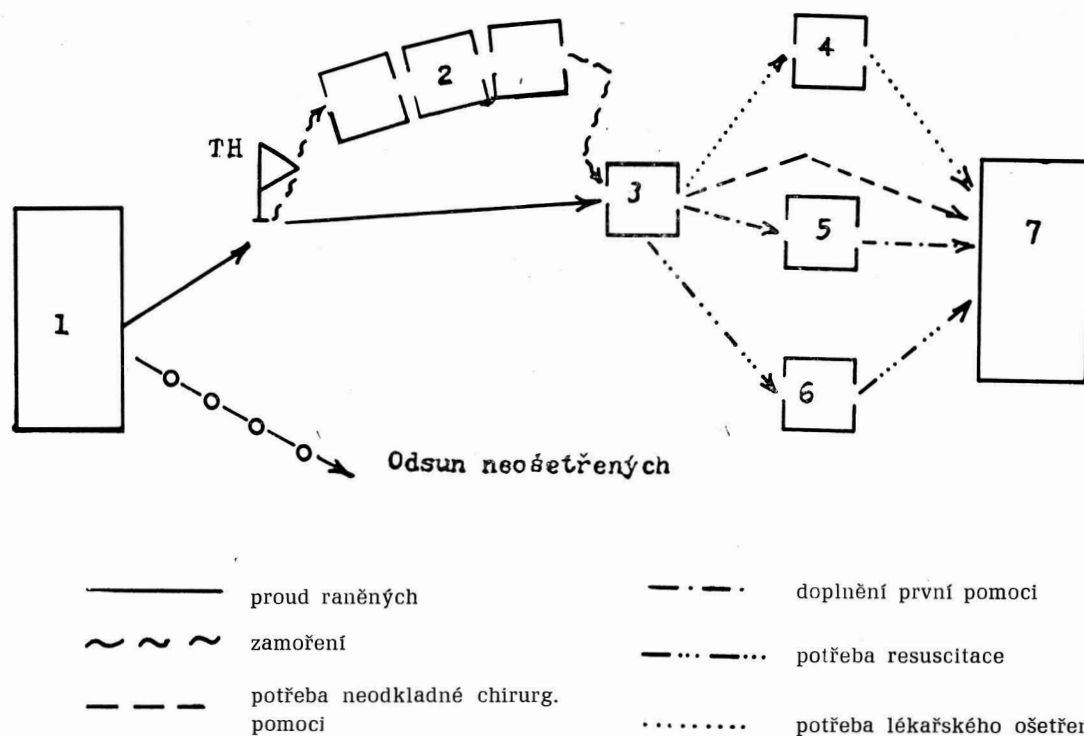 4
2
TH
3
1
5
7
6
Odsun neošetřených
proud raněných
zamoření
potřeba neodkladné chirurg.
pomoci
doplnění první pomoci
potřeba resuscitace
potřeba lékařského ošetřen